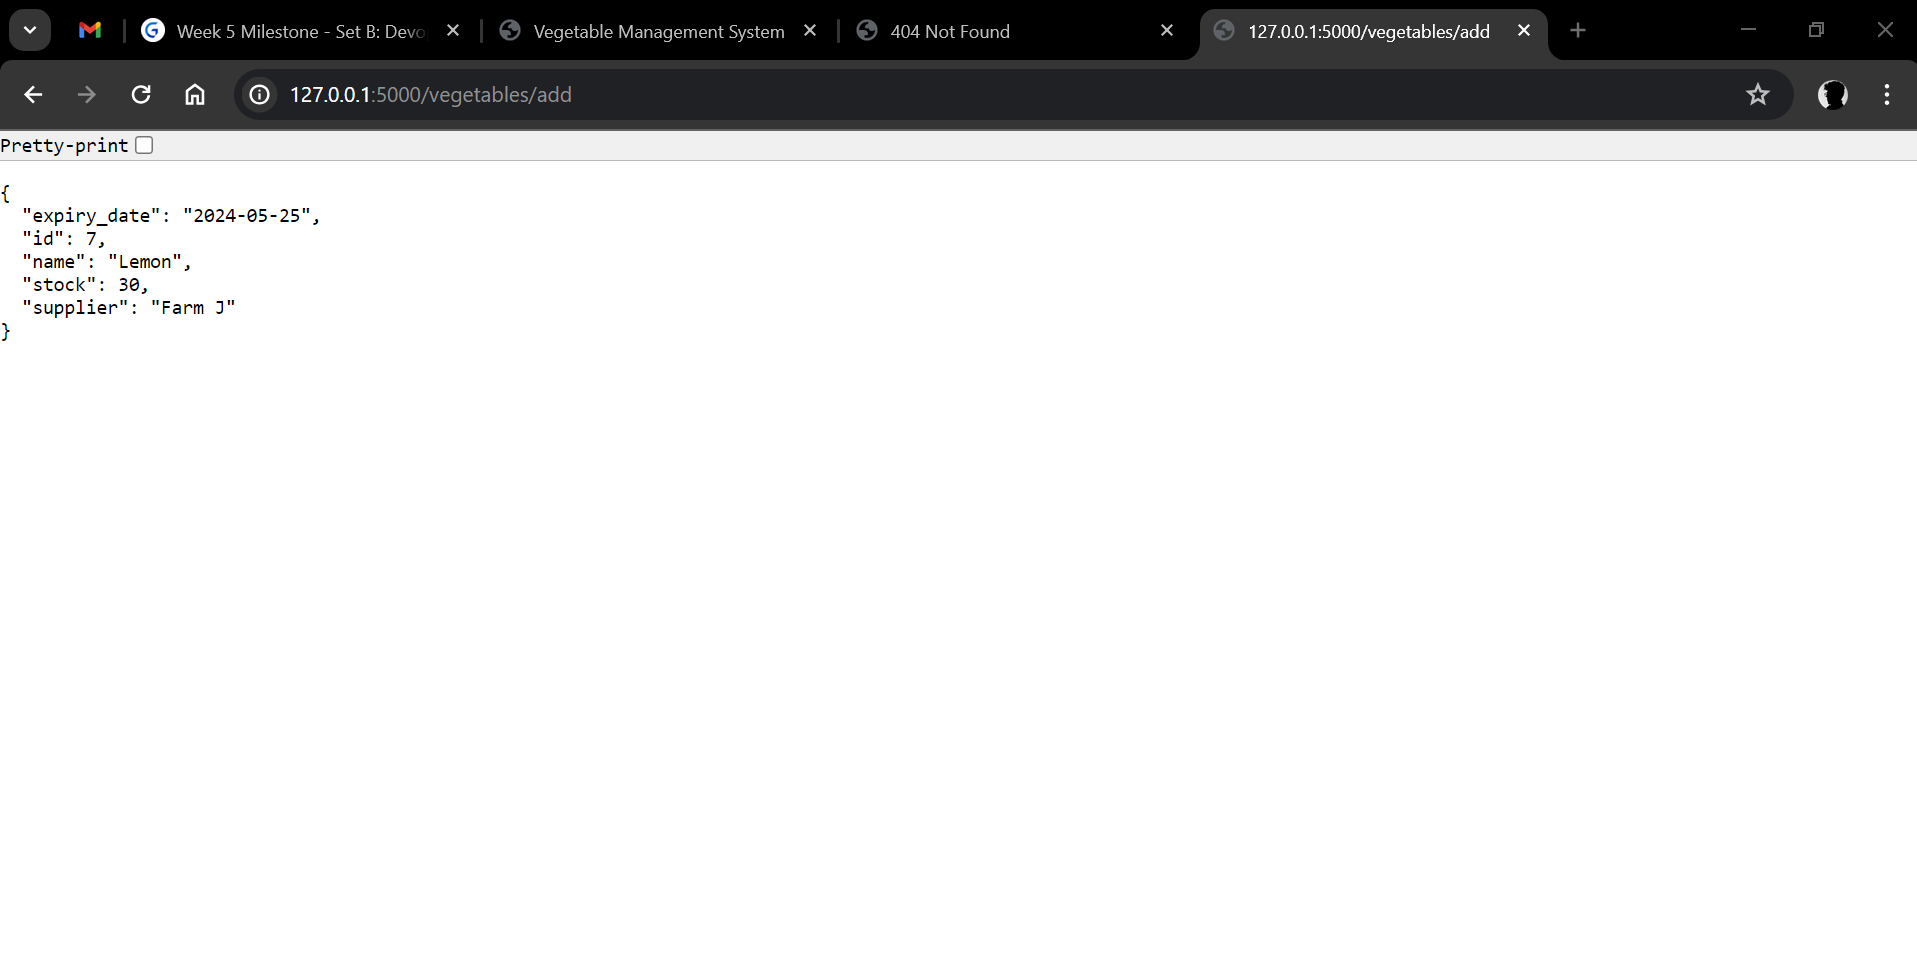 Week 5 Milestone - Set B: Devo
Vegetable Management System
404 Not Found
127.0.0.1:5000/vegetables/add
127.0.0.1:5000/vegetables/add
Pretty-print
{
  "expiry_date": "2024-05-25",
  "id": 7,
  "name": "Lemon",
  "stock": 30,
  "supplier": "Farm J"
}